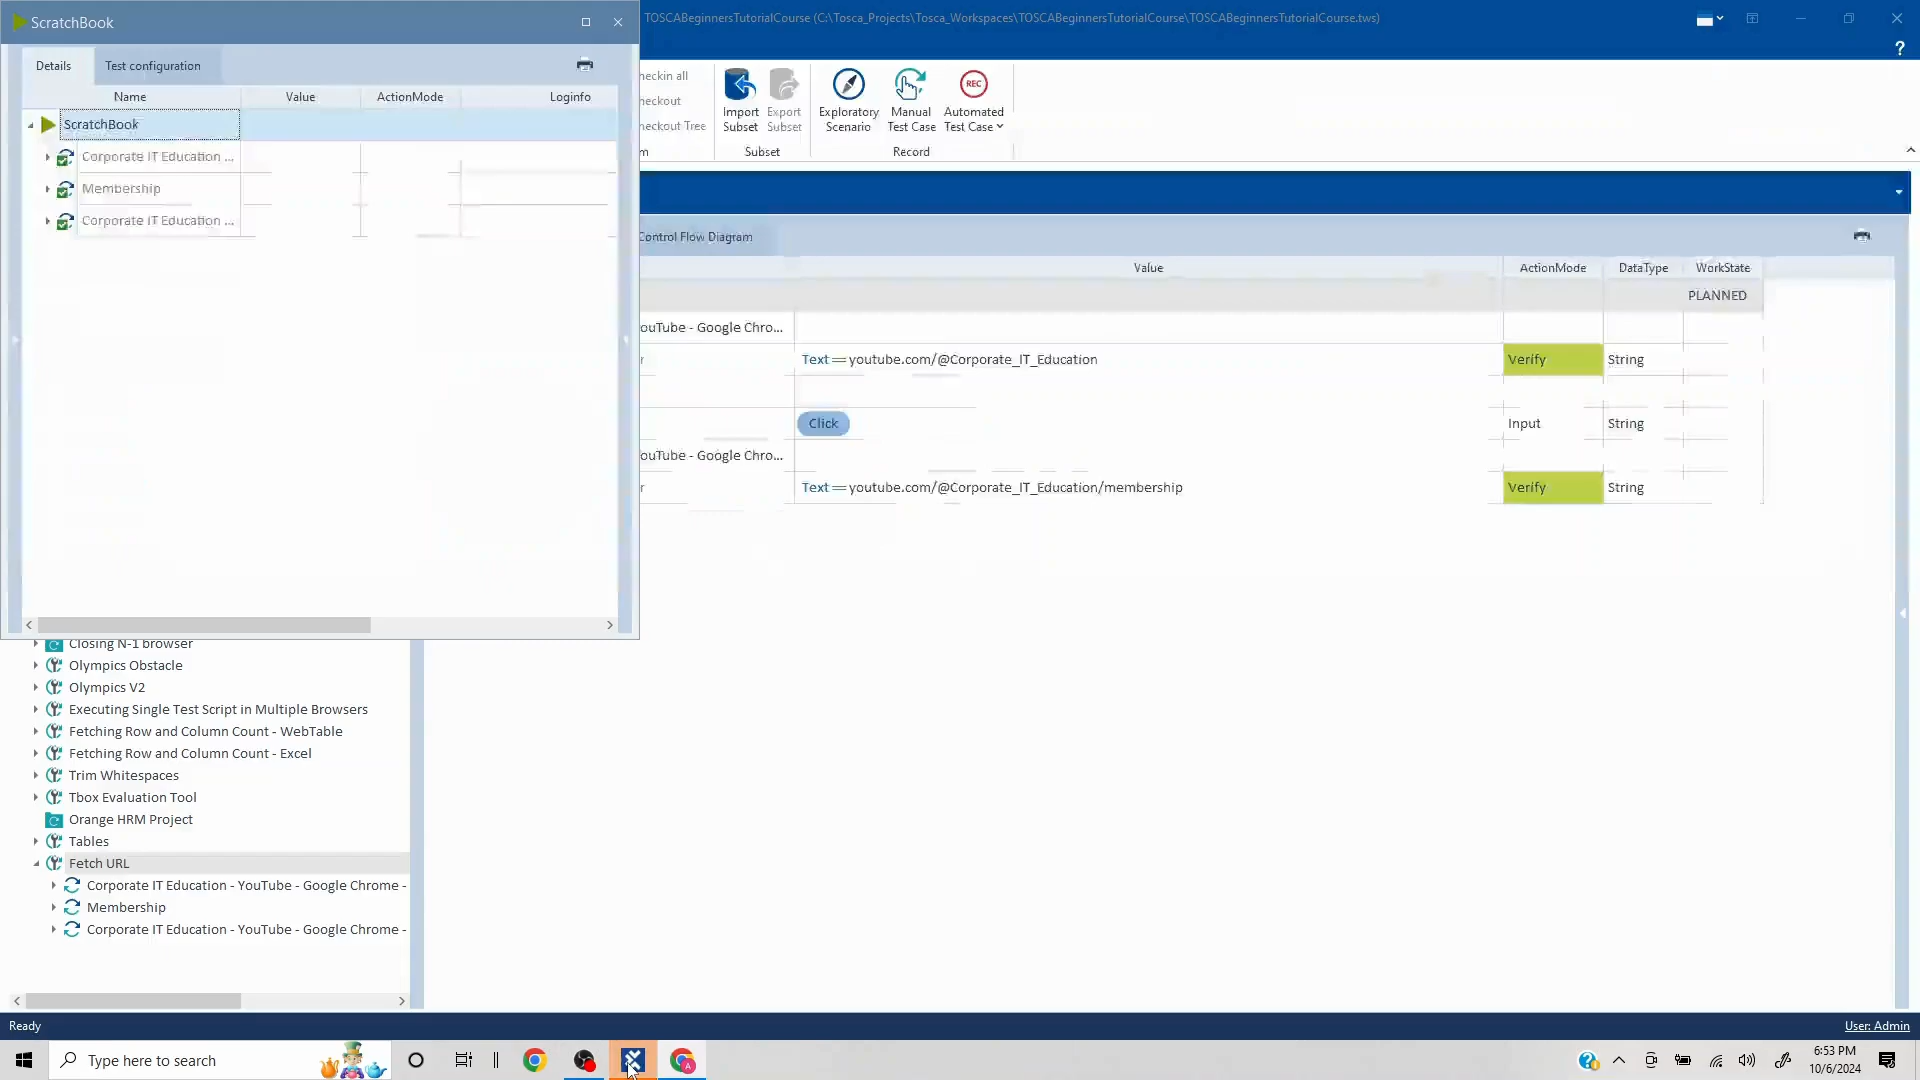 ScratchBook
TOSCABeginnersTutorialCourse (C:\Tosca_Projects\Tosca_Workspaces\TOSCABeginnersTutorialCourse\TOSCABeginnersTutorialCourse.tws)
?
Details
Test configuration
Name
Value
ActionMode
Loginfo
ScratchBook
Corporate IT Education ...
Membership
Corporate IT Education ...
heckin all
heckout
heckout Tree
m
Import Subset
Export Subset
Subset
Exploratory Scenario
Manual Test Case
REC
Automated Test Case
Record
Control Flow Diagram
Value
ActionMode
DataType
WorkState
PLANNED
ouTube - Google Chro...
r
Text == youtube.com/@Corporate_IT_Education
Verify
String
Click
Input
String
ouTube - Google Chro...
r
Text == youtube.com/@Corporate_IT_Education/membership
Verify
String
Closing N-1 browser
Olympics Obstacle
Olympics V2
Executing Single Test Script in Multiple Browsers
Fetching Row and Column Count - WebTable
Fetching Row and Column Count - Excel
Trim Whitespaces
Tbox Evaluation Tool
Orange HRM Project
Tables
Fetch URL
Corporate IT Education - YouTube - Google Chrome -
Membership
Corporate IT Education - YouTube - Google Chrome -
Ready
User: Admin
Type here to search
6:53 PM
10/6/2024